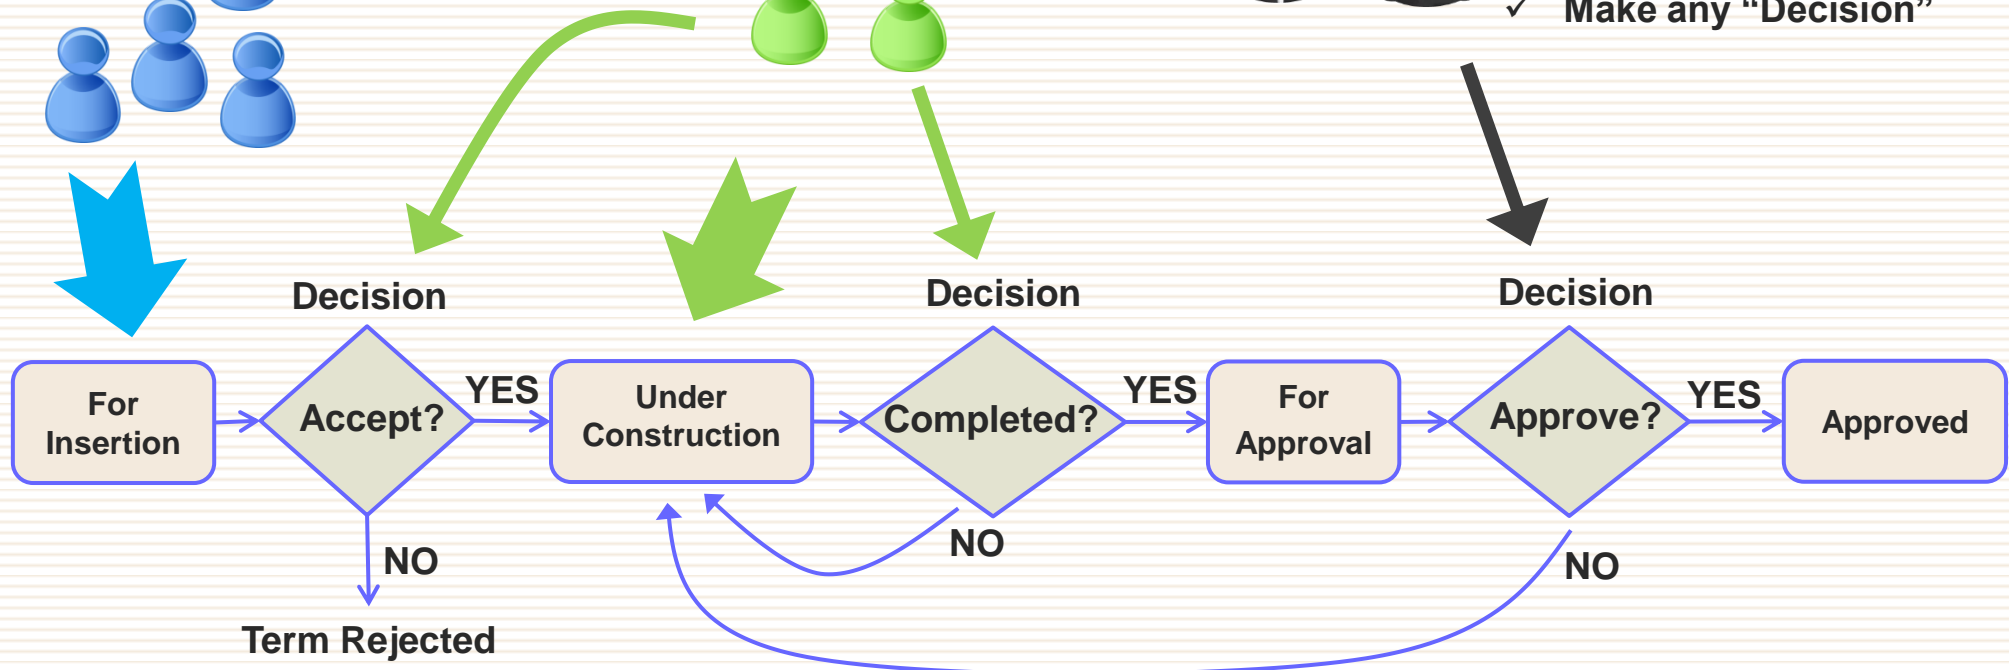 ✓ Make any “Decision”
Decision
Decision
Decision
For
Insertion
Accept?
YES
Under
Construction
Completed?
YES
For
Approval
Approve?
YES
Approved
NO
NO
NO
Term Rejected